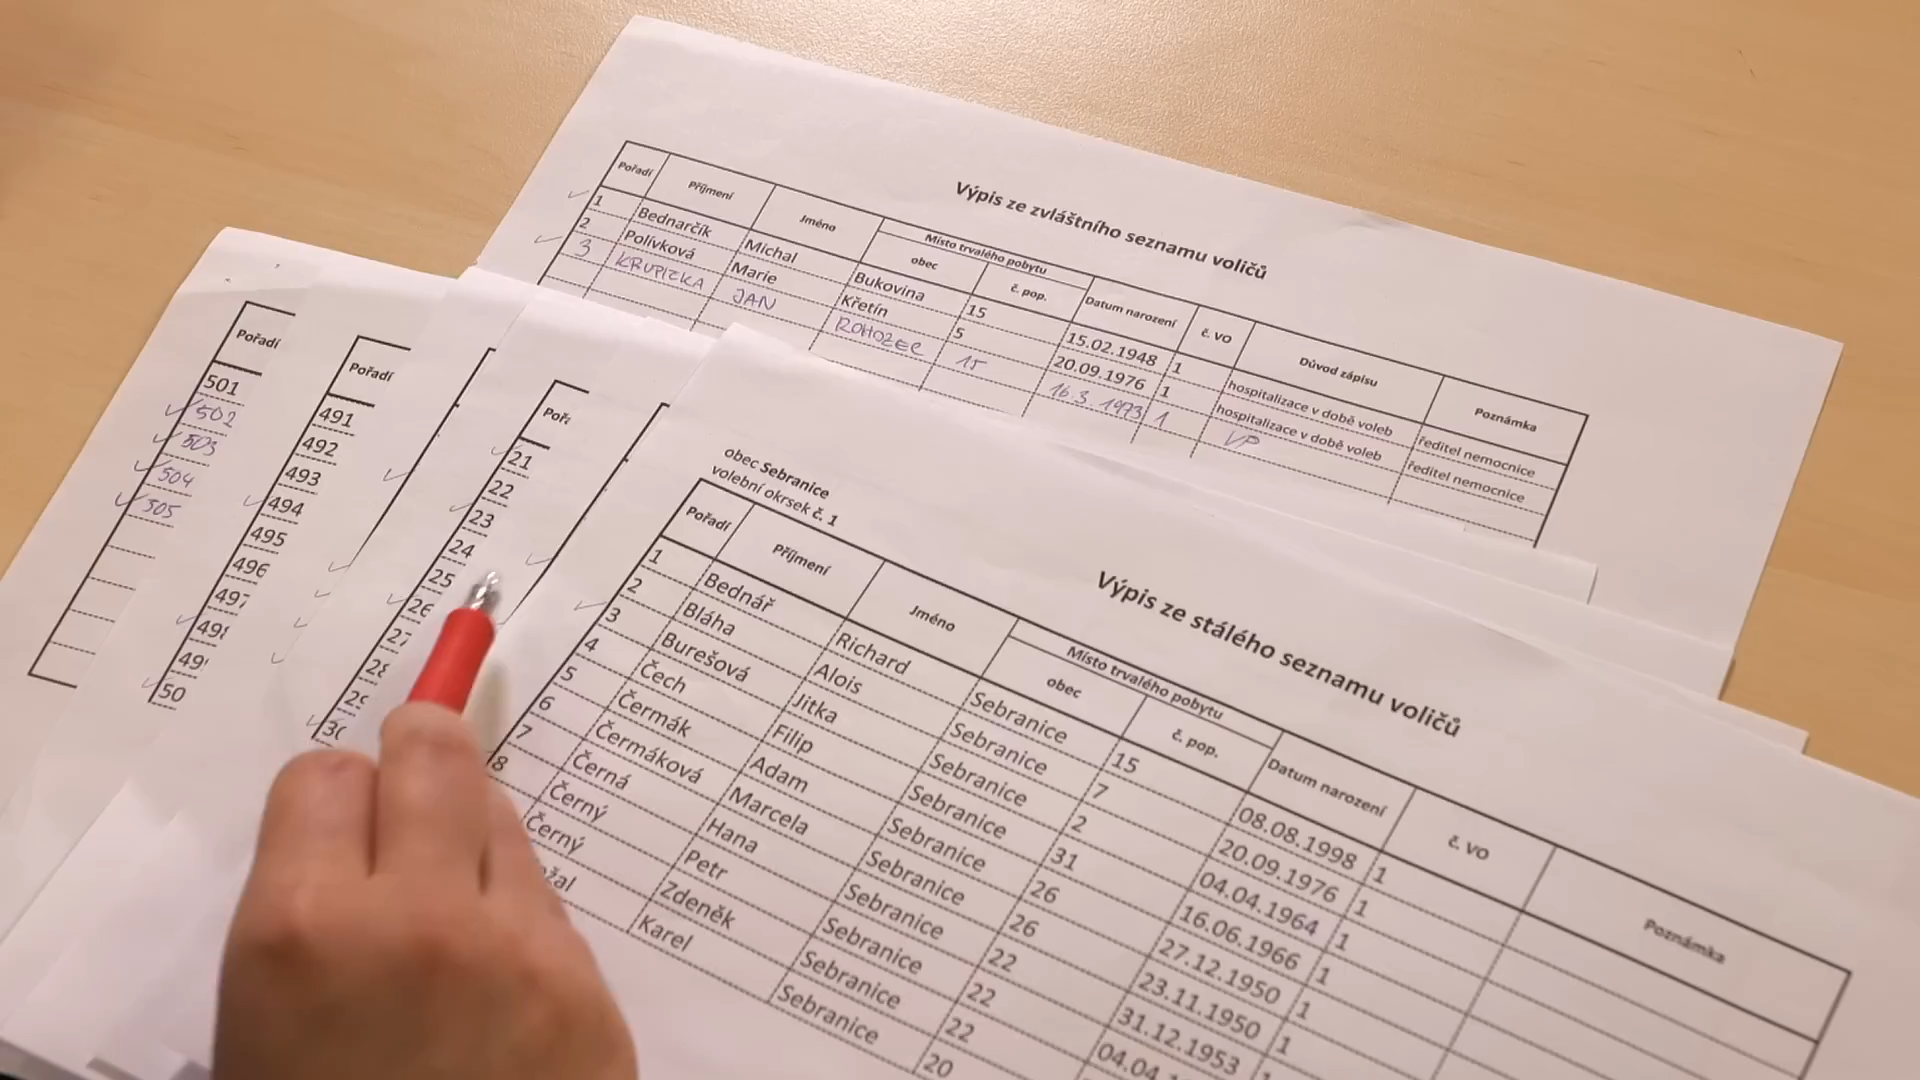 Výpis ze zvláštního seznamu voličů
Pořadí Příjmení Jméno Místo trvalého pobytu obec č. pop. Datum narození č. vo Důvod zápisu Poznámka
1 Bednarčík Michal Bukovina 15 15.02.1948 1 hospitalizace v době voleb ředitel nemocnice
2 Polívková Marie Křetín 5 20.09.1976 1 hospitalizace v době voleb ředitel nemocnice
3 KRUPIČKA JAN ROHOZEC 15 16.3.1973 1 VP
Pořadí
501
502
503
504
505
Pořadí
491
492
493
494
495
496
497
21
22
23
24
25
26
27
obec Sebranice
volební okrsek č. 1
Výpis ze stálého seznamu voličů
Pořadí Příjmení Jméno Místo trvalého pobytu obec č. pop. Datum narození č. vo Poznámka
1 Bednář Richard Sebranice 15 08.08.1998 1
2 Bláha Alois Sebranice 7 20.09.1976 1
3 Burešová Jitka Sebranice 2 04.04.1964 1
4 Čech Filip Sebranice 31 16.06.1966 1
5 Čermák Adam Sebranice 26 27.12.1950 1
6 Čermáková Marcela Sebranice 26 23.11.1950 1
7 Černá Hana Sebranice 22 31.12.1953
8 Černý Petr Sebranice 22 04.04
Černý Zdeněk Sebranice 22
Karel Sebranice 20